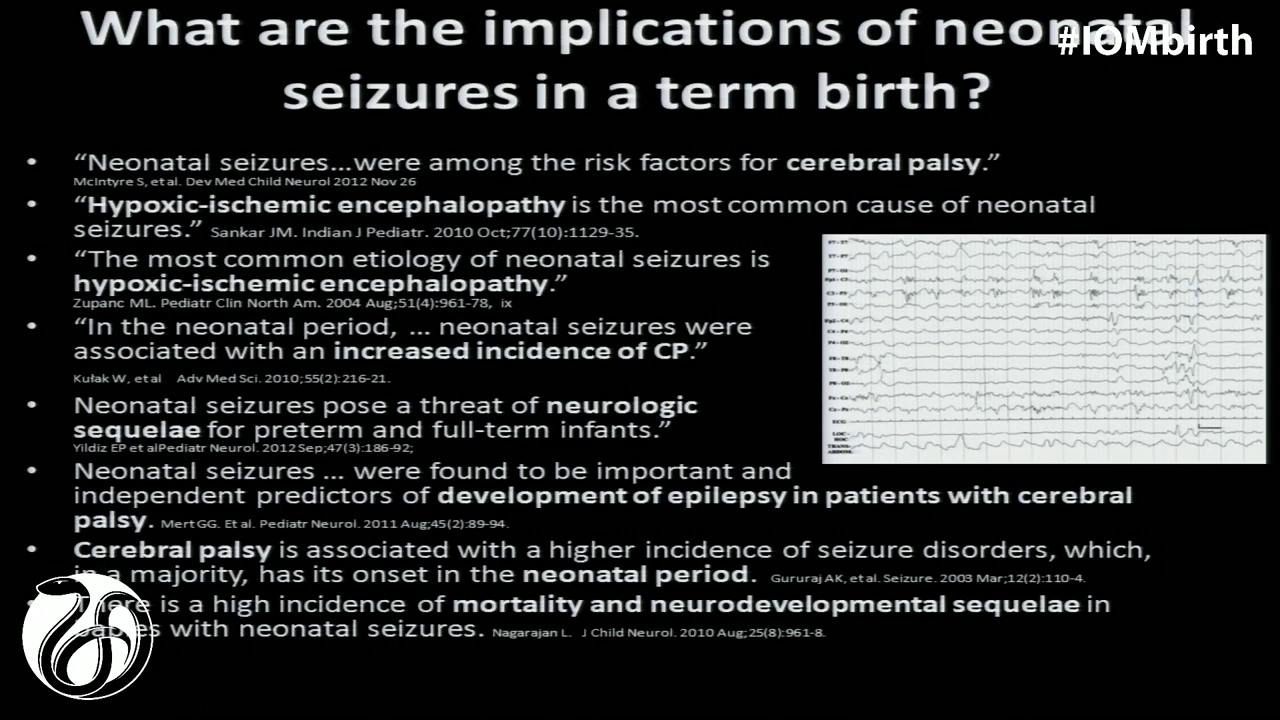 What are the implications of neonatal
#IOMbirth
seizures in a term birth?
• “Neonatal seizures...were among the risk factors for cerebral palsy.”
McIntyre S, et al. Dev Med Child Neurol 2012 Nov 26
• “Hypoxic-ischemic encephalopathy is the most common cause of neonatal
seizures.” Sankar JM. Indian J Pediatr. 2010 Oct;77(10):1129-35.
• “The most common etiology of neonatal seizures is
hypoxic-ischemic encephalopathy.”
Zupanc ML. Pediatr Clin North Am. 2004 Aug;51(4):961-78, ix
• “In the neonatal period, ... neonatal seizures were
associated with an increased incidence of CP.”
Kułak W, et al Adv Med Sci. 2010;55(2):216-21.
• Neonatal seizures pose a threat of neurologic
sequelae for preterm and full-term infants.”
Yildiz EP et alPediatr Neurol. 2012 Sep;47(3):186-92;
• Neonatal seizures ... were found to be important and
independent predictors of development of epilepsy in patients with cerebral
palsy. Mert GG. Et al. Pediatr Neurol. 2011 Aug;45(2):89-94.
• Cerebral palsy is associated with a higher incidence of seizure disorders, which,
in a majority, has its onset in the neonatal period. Gururaj AK, et al. Seizure. 2003 Mar;12(2):110-4.
• There is a high incidence of mortality and neurodevelopmental sequelae in
babies with neonatal seizures. Nagarajan L. J Child Neurol. 2010 Aug;25(8):961-8.
ECG